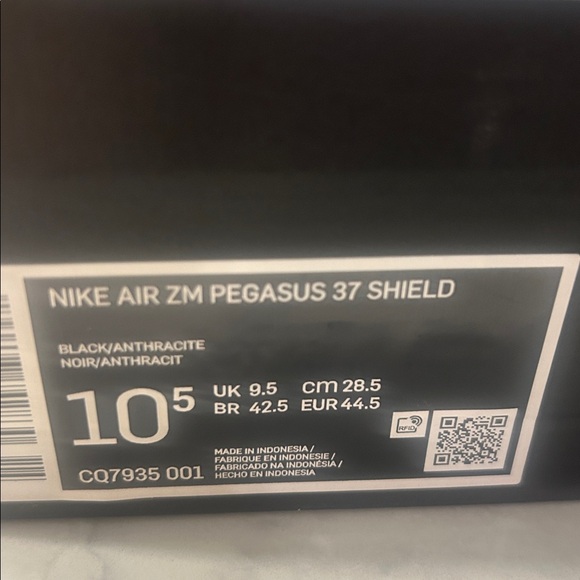 NIKE AIR ZM PEGASUS 37 SHIELD
BLACK/ANTHRACITE
NOIR/ANTHRACIT
10⁵
UK 9.5 cm 28.5
BR 42.5 EUR 44.5
RFID
CQ7935 001
MADE IN INDONESIA /
FABRIQUE EN INDONESIE /
FABRICADO NA INDONÉSIA /
HECHO EN INDONESIA